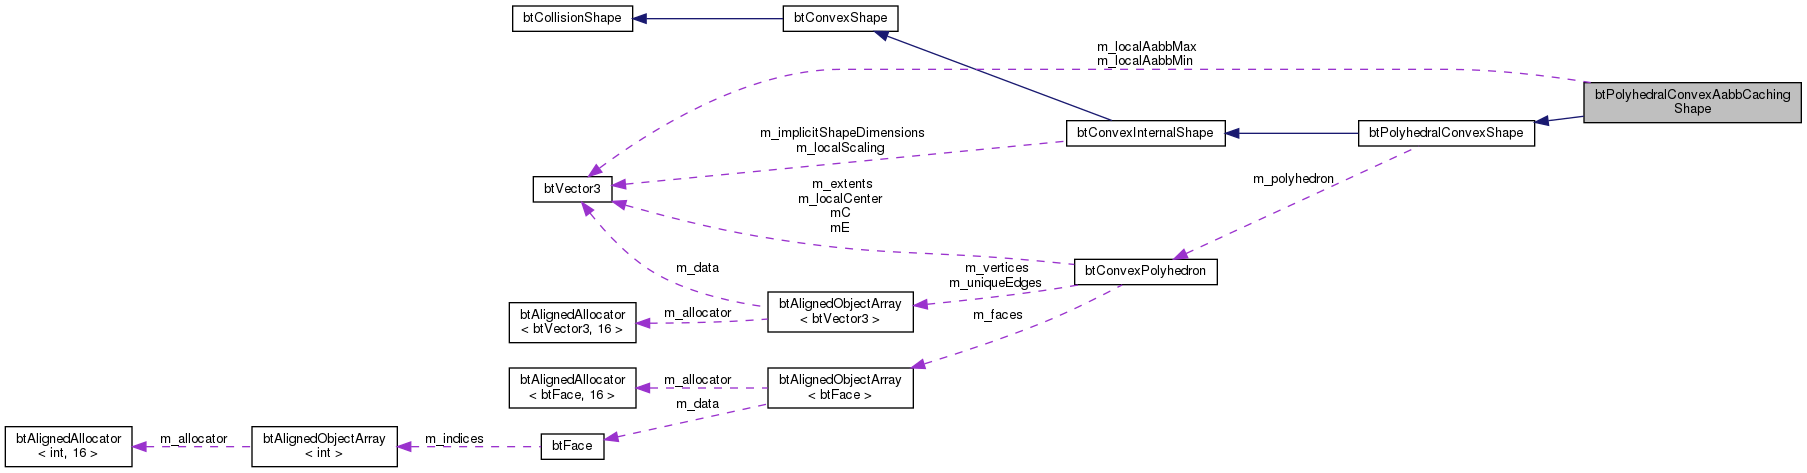 btCollisionShape
btConvexShape
m_localAabbMax
m_localAabbMin
btPolyhedralConvexAabbCaching
Shape
m_implicitShapeDimensions
m_localScaling
btConvexInternalShape
btPolyhedralConvexShape
btVector3
m_extents
m_localCenter
mC
mE
m_polyhedron
m_data
m_vertices
m_uniqueEdges
btConvexPolyhedron
btAlignedAllocator
< btVector3, 16 >
m_allocator
btAlignedObjectArray
< btVector3 >
m_faces
btAlignedAllocator
< btFace, 16 >
m_allocator
m_data
btAlignedObjectArray
< btFace >
btAlignedAllocator
< int, 16 >
m_allocator
btAlignedObjectArray
< int >
m_indices
btFace